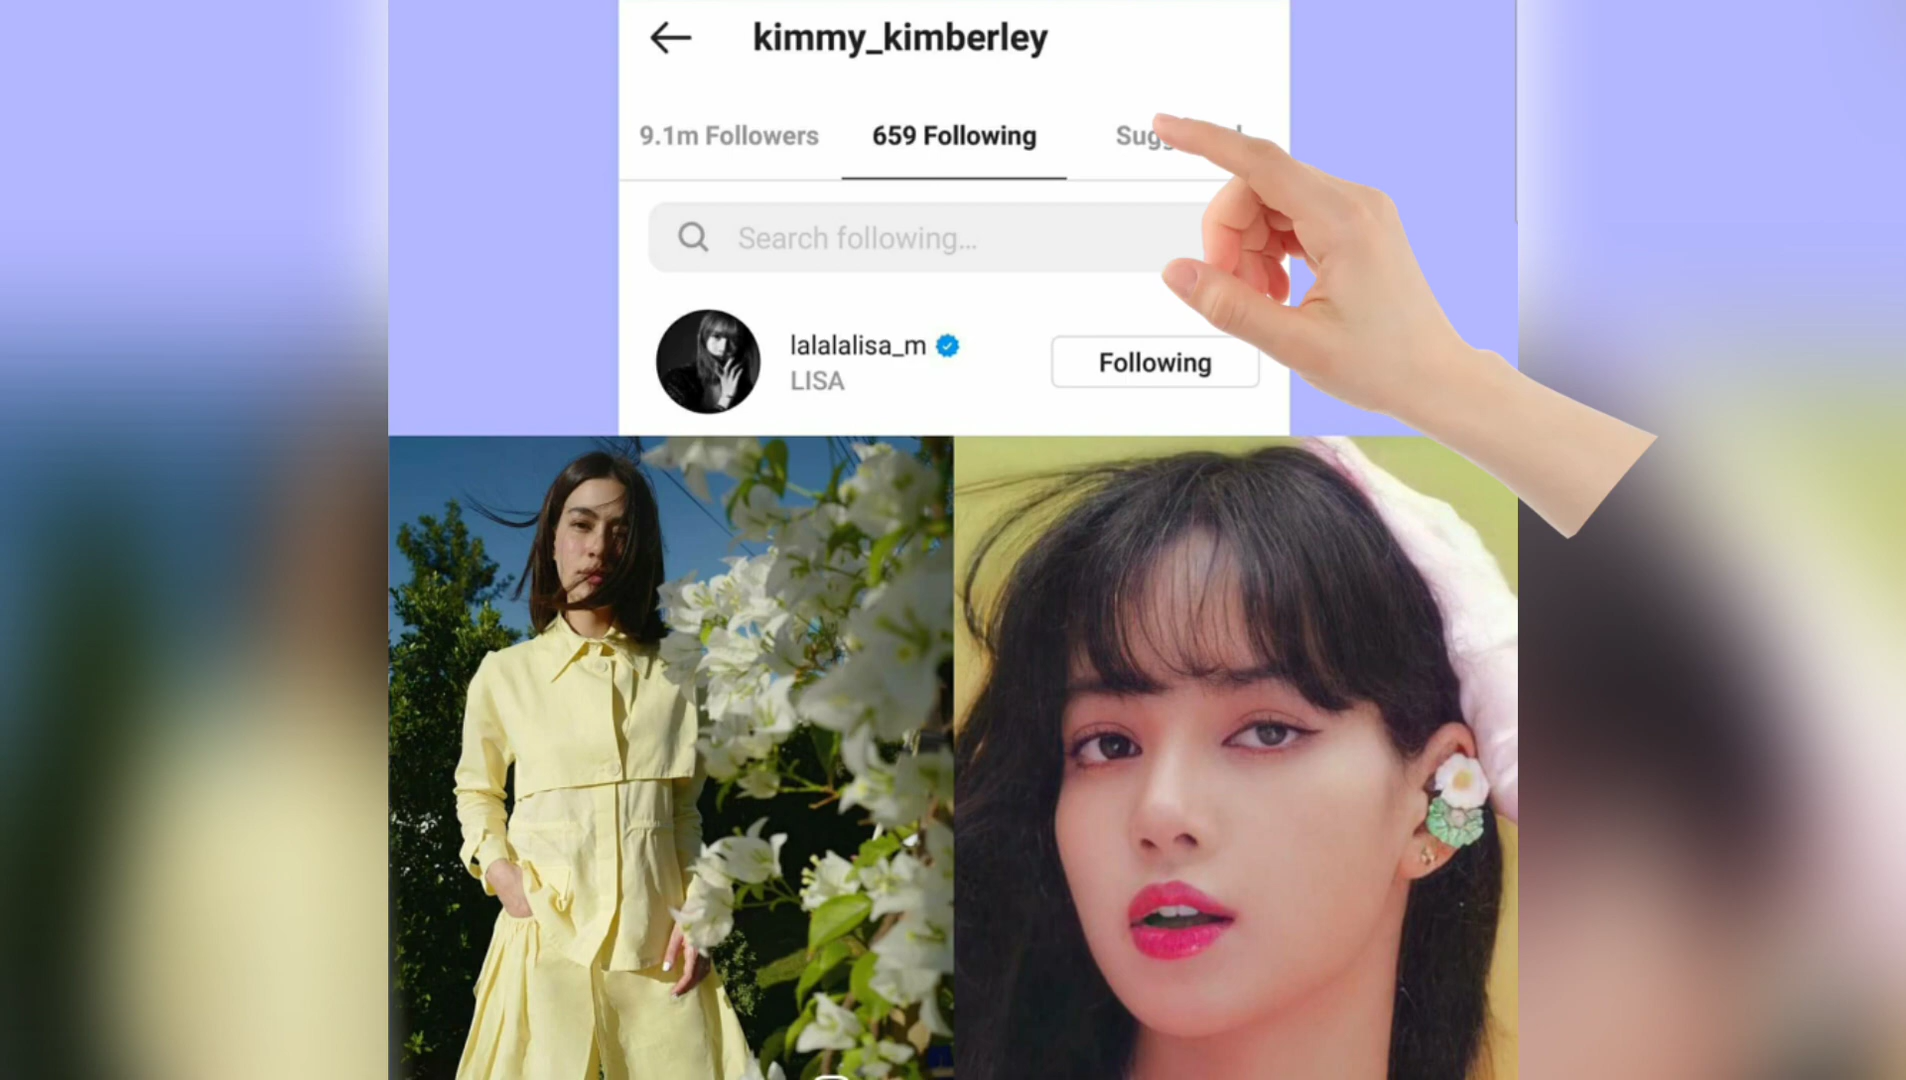 kimmy_kimberley
9.1m Followers 659 Following
Search following...
lalalalisa_m
LISA
Following